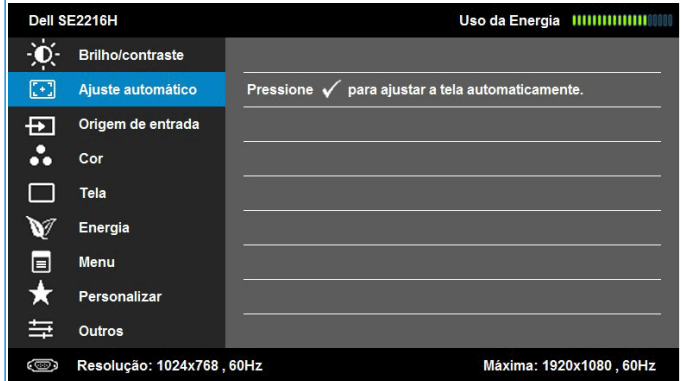 Dell SE2216H Uso da Energia
Brilho/contraste
Ajuste automático Pressione ✓ para ajustar a tela automaticamente.
Origem de entrada
Cor
Tela
Energia
Menu
Personalizar
Outros
Resolução: 1024x768 , 60Hz Máxima: 1920x1080 , 60Hz